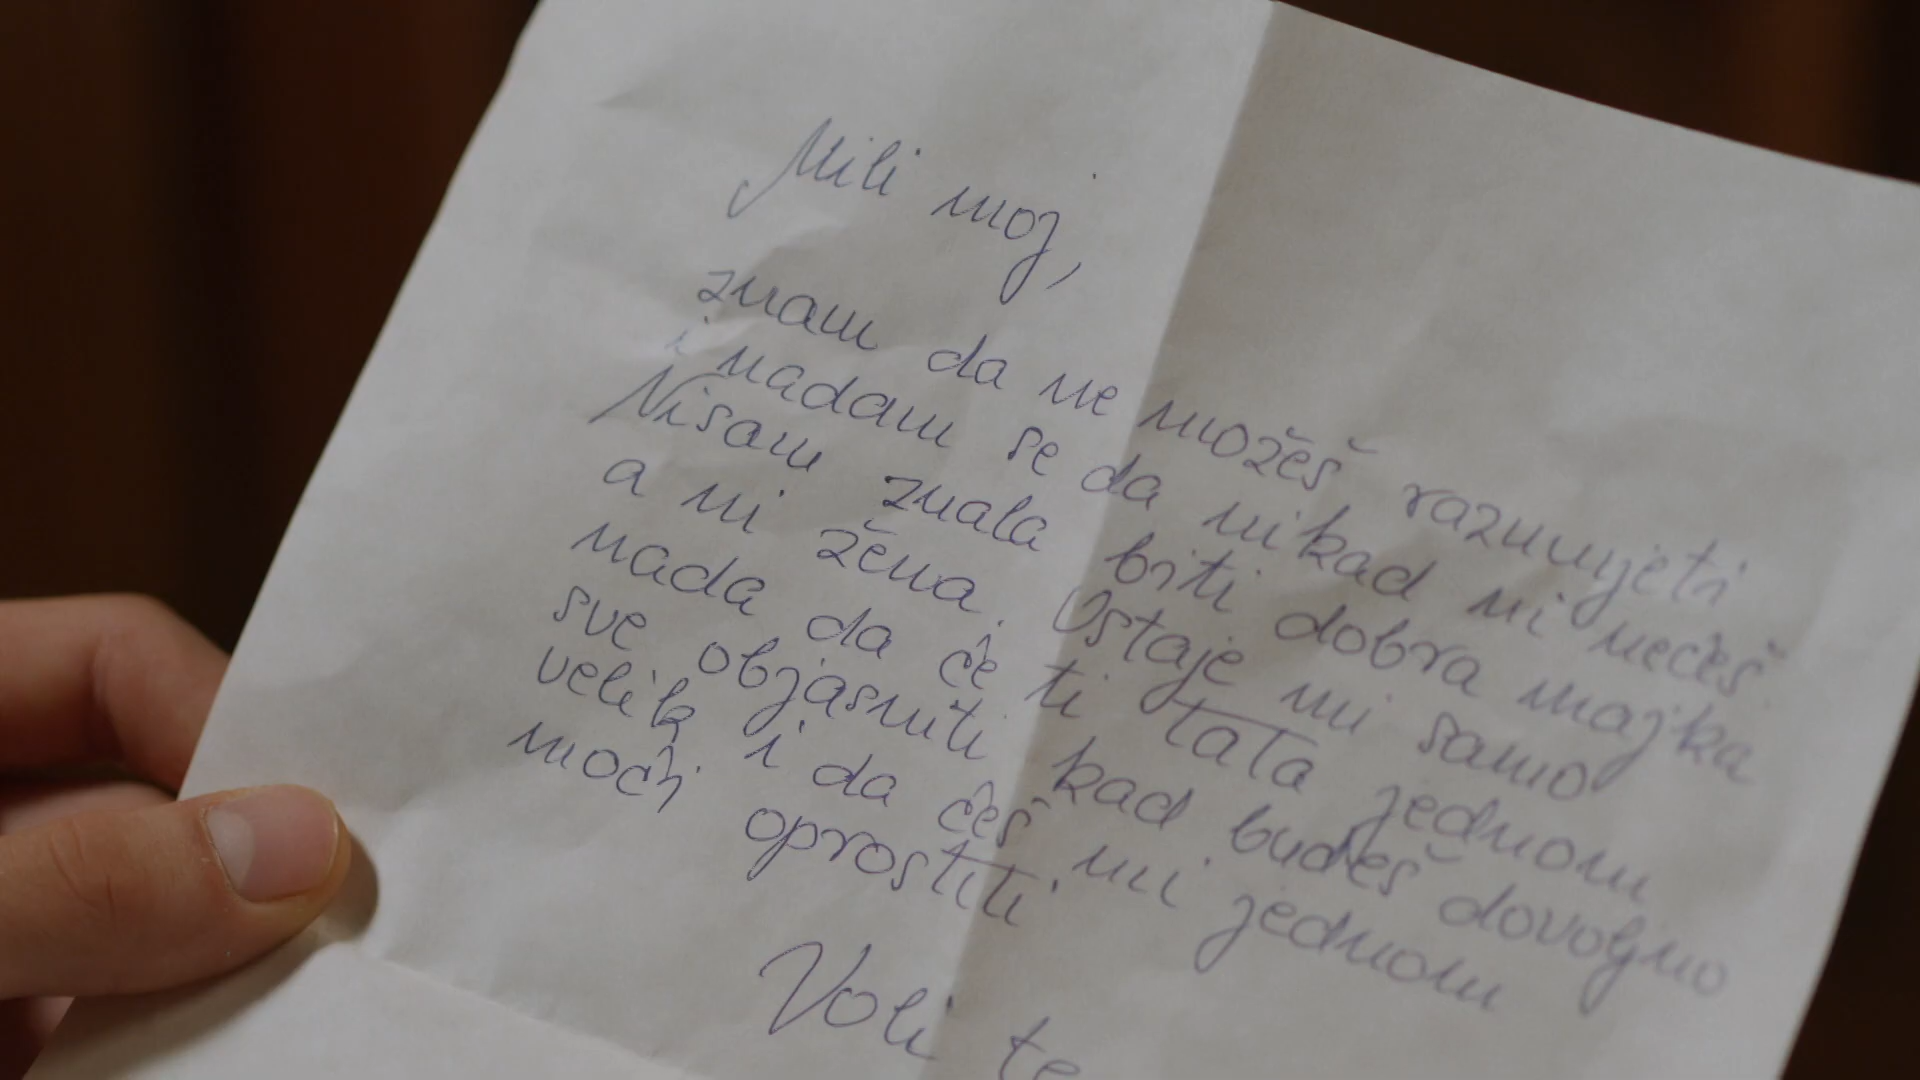 Mili moj,
znam da ne možeš razumjeti
i nadam se da nikad ni nećeš
Nisam znala biti dobra majka
a ni žena. Ostaje mi samo
nada da će ti tata jednom
sve objasniti kad budeš dovoljno
velik i da ćeš mi jednom
moći oprostiti
Voli te